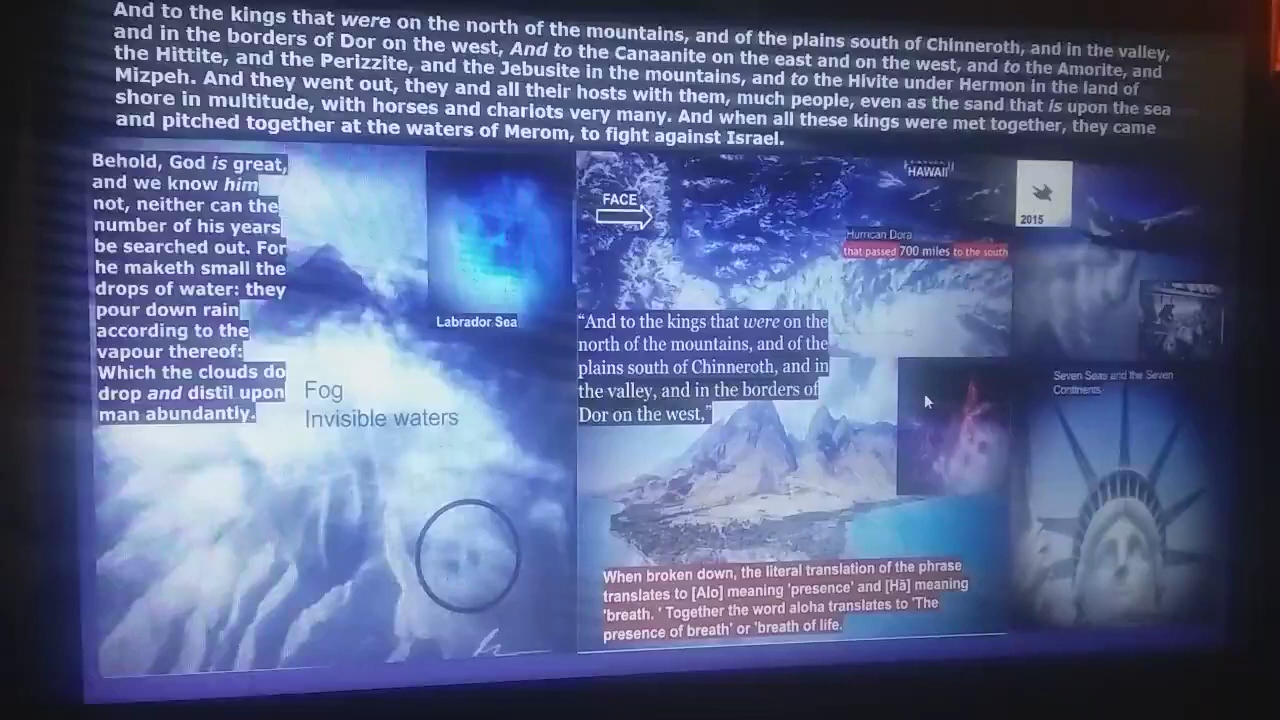 And to the kings that were on the north of the mountains, and of the plains south of Chinneroth, and in the valley,
and in the borders of Dor on the west, And to the Canaanite on the east and on the west, and to the Amorite, and
the Hittite, and the Perizzite, and the Jebusite in the mountains, and to the Hivite under Hermon in the land of
Mizpeh. And they went out, they and all their hosts with them, much people, even as the sand that is upon the sea
shore in multitude, with horses and chariots very many. And when all these kings were met together, they came
and pitched together at the waters of Merom, to fight against Israel.
Behold, God is great,
and we know him
not, neither can the
number of his years
be searched out. For
he maketh small the
drops of water: they
pour down rain
according to the
vapour thereof:
Which the clouds do
drop and distil upon
man abundantly.
Labrador Sea
Fog
Invisible waters
FACE
HAWAII
2015
Hurrican Dora
that passed 700 miles to the south
“And to the kings that were on the
north of the mountains, and of the
plains south of Chinneroth, and in
the valley, and in the borders of
Dor on the west,”
Seven Seas and the Seven
Continents
When broken down, the literal translation of the phrase
translates to [Alo] meaning 'presence' and [Hā] meaning
'breath. ' Together the word aloha translates to 'The
presence of breath' or 'breath of life.